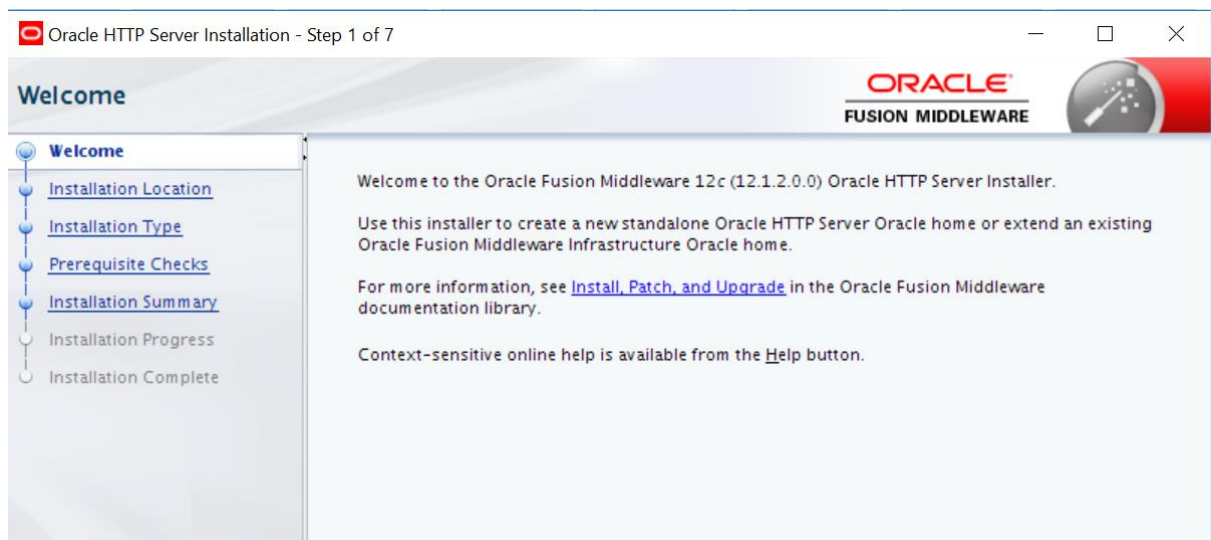 Oracle HTTP Server Installation - Step 1 of 7
Welcome
ORACLE
FUSION MIDDLEWARE
Welcome
Installation Location
Installation Type
Prerequisite Checks
Installation Summary
Installation Progress
Installation Complete
Welcome to the Oracle Fusion Middleware 12c (12.1.2.0.0) Oracle HTTP Server Installer.
Use this installer to create a new standalone Oracle HTTP Server Oracle home or extend an existing
Oracle Fusion Middleware Infrastructure Oracle home.
For more information, see Install, Patch, and Upgrade in the Oracle Fusion Middleware
documentation library.
Context-sensitive online help is available from the Help button.